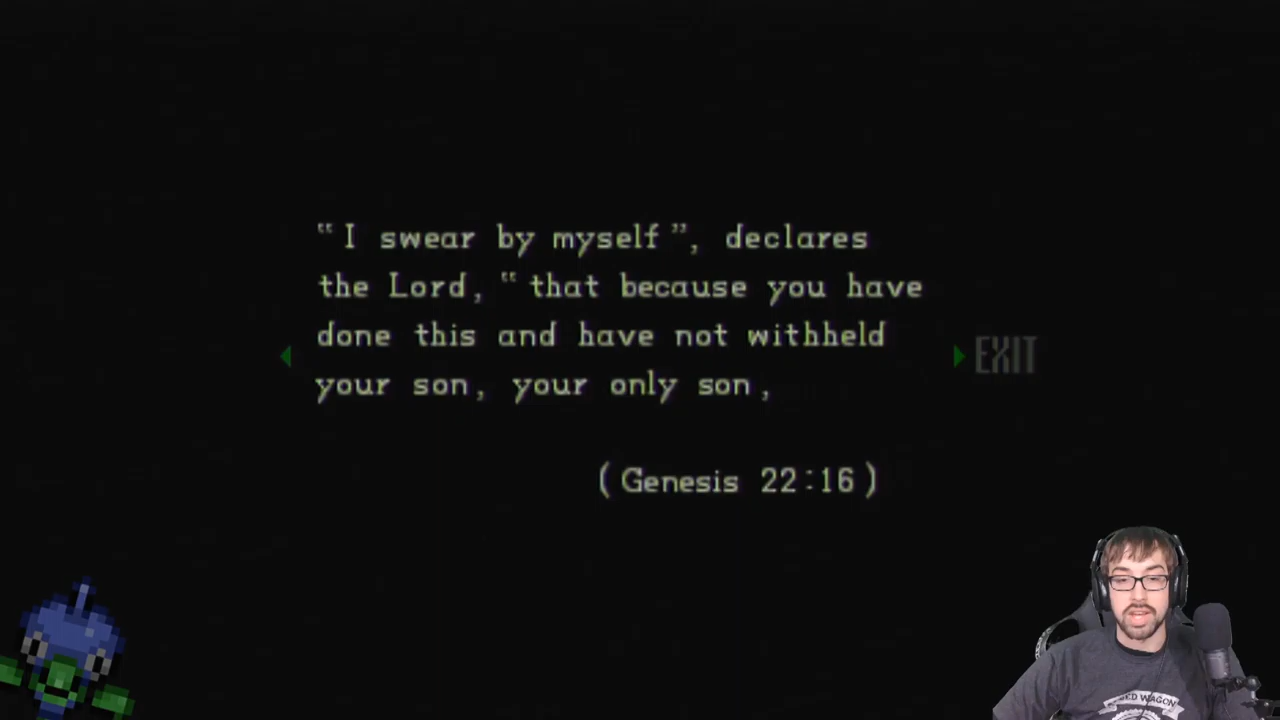 "I swear by myself", declares
the Lord, "that because you have
done this and have not withheld
your son, your only son,
EXIT
(Genesis 22:16)
WAGON